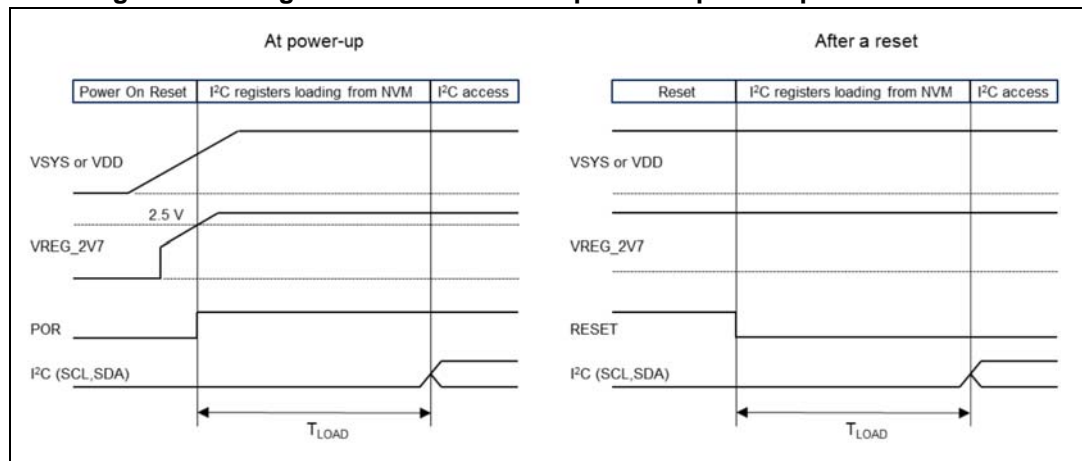 At power-up
Power On Reset I²C registers loading from NVM I²C access
VSYS or VDD
2.5 V
VREG_2V7
POR
I²C (SCL,SDA)
TLOAD
After a reset
Reset I²C registers loading from NVM I²C access
VSYS or VDD
VREG_2V7
RESET
I²C (SCL,SDA)
TLOAD